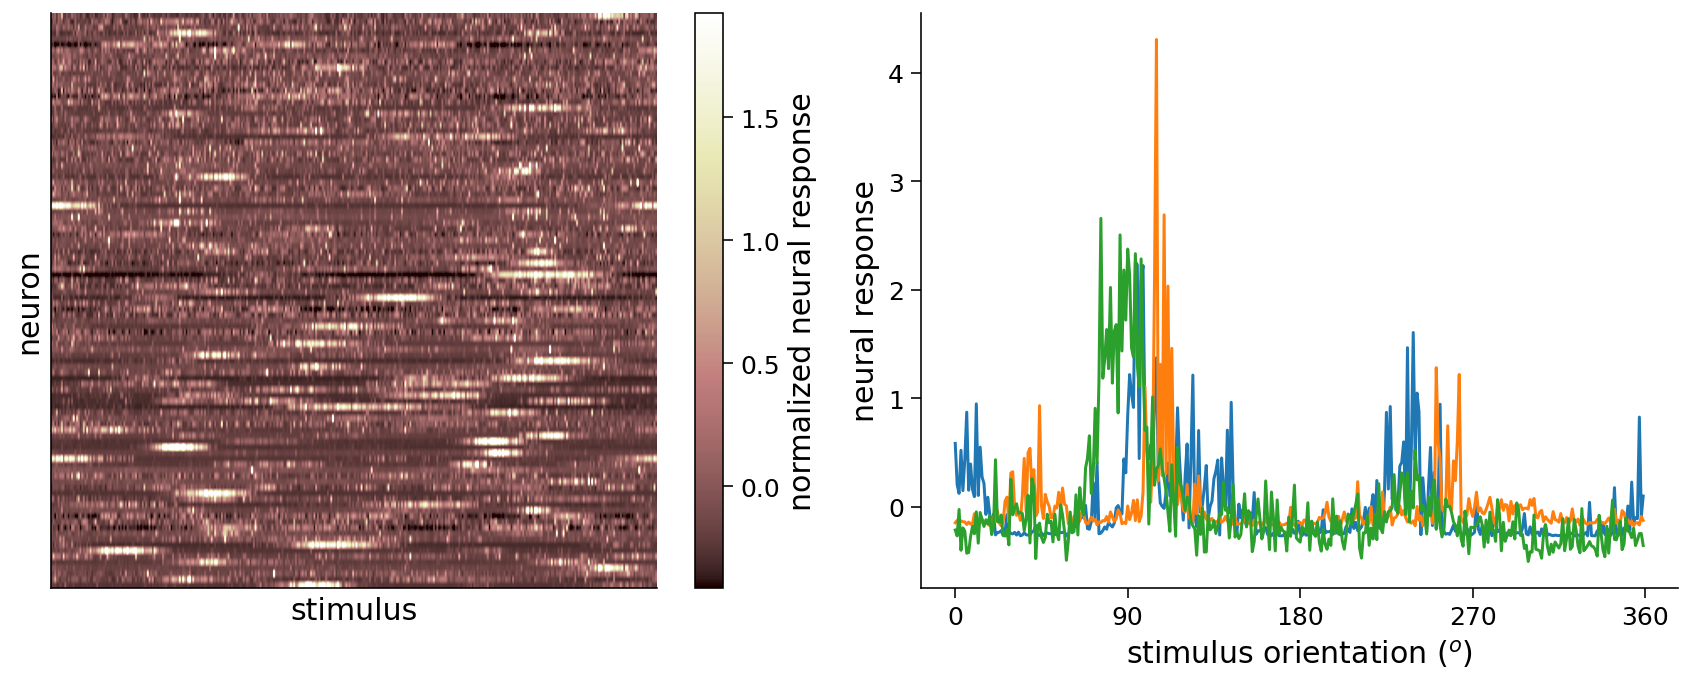 neuron
stimulus
1.5
1.0
0.5
0.0
normalized neural response
neural response
4
3
2
1
0
0 90 180 270 360
stimulus orientation (o)